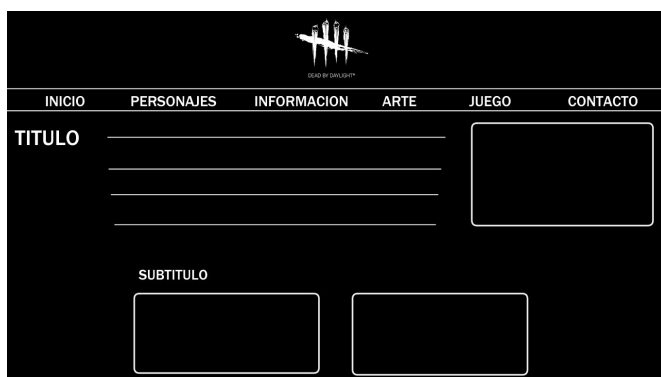 DEAD BY DAYLIGHT®
INICIO PERSONAJES INFORMACION ARTE JUEGO CONTACTO
TITULO
SUBTITULO